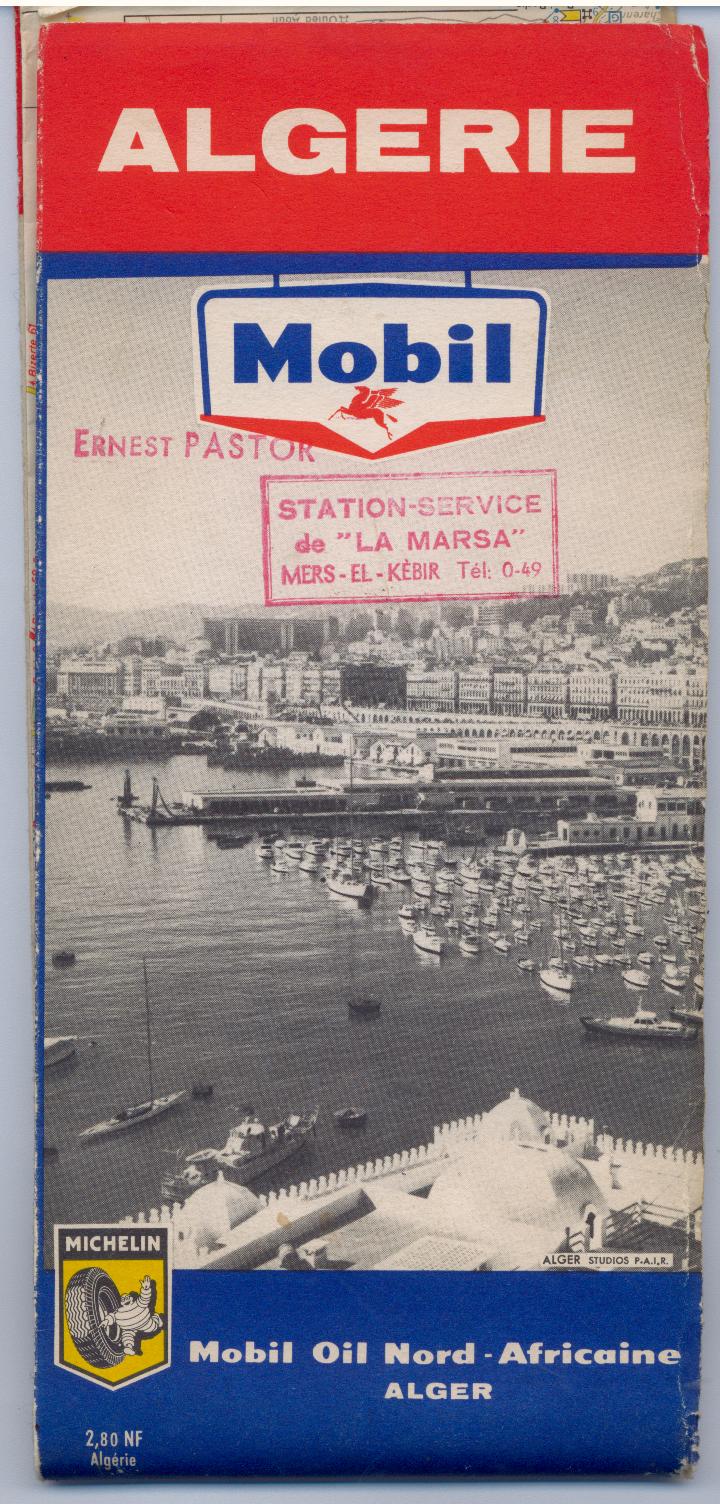 ALGERIE
Mobil
ERNEST PASTOR
STATION-SERVICE
de "LA MARSA"
MERS-EL-KÈBIR Tél: 0-49
ALGER STUDIOS P.A.I.R.
MICHELIN
Mobil Oil Nord-Africaine
ALGER
2,80 NF
Algérie